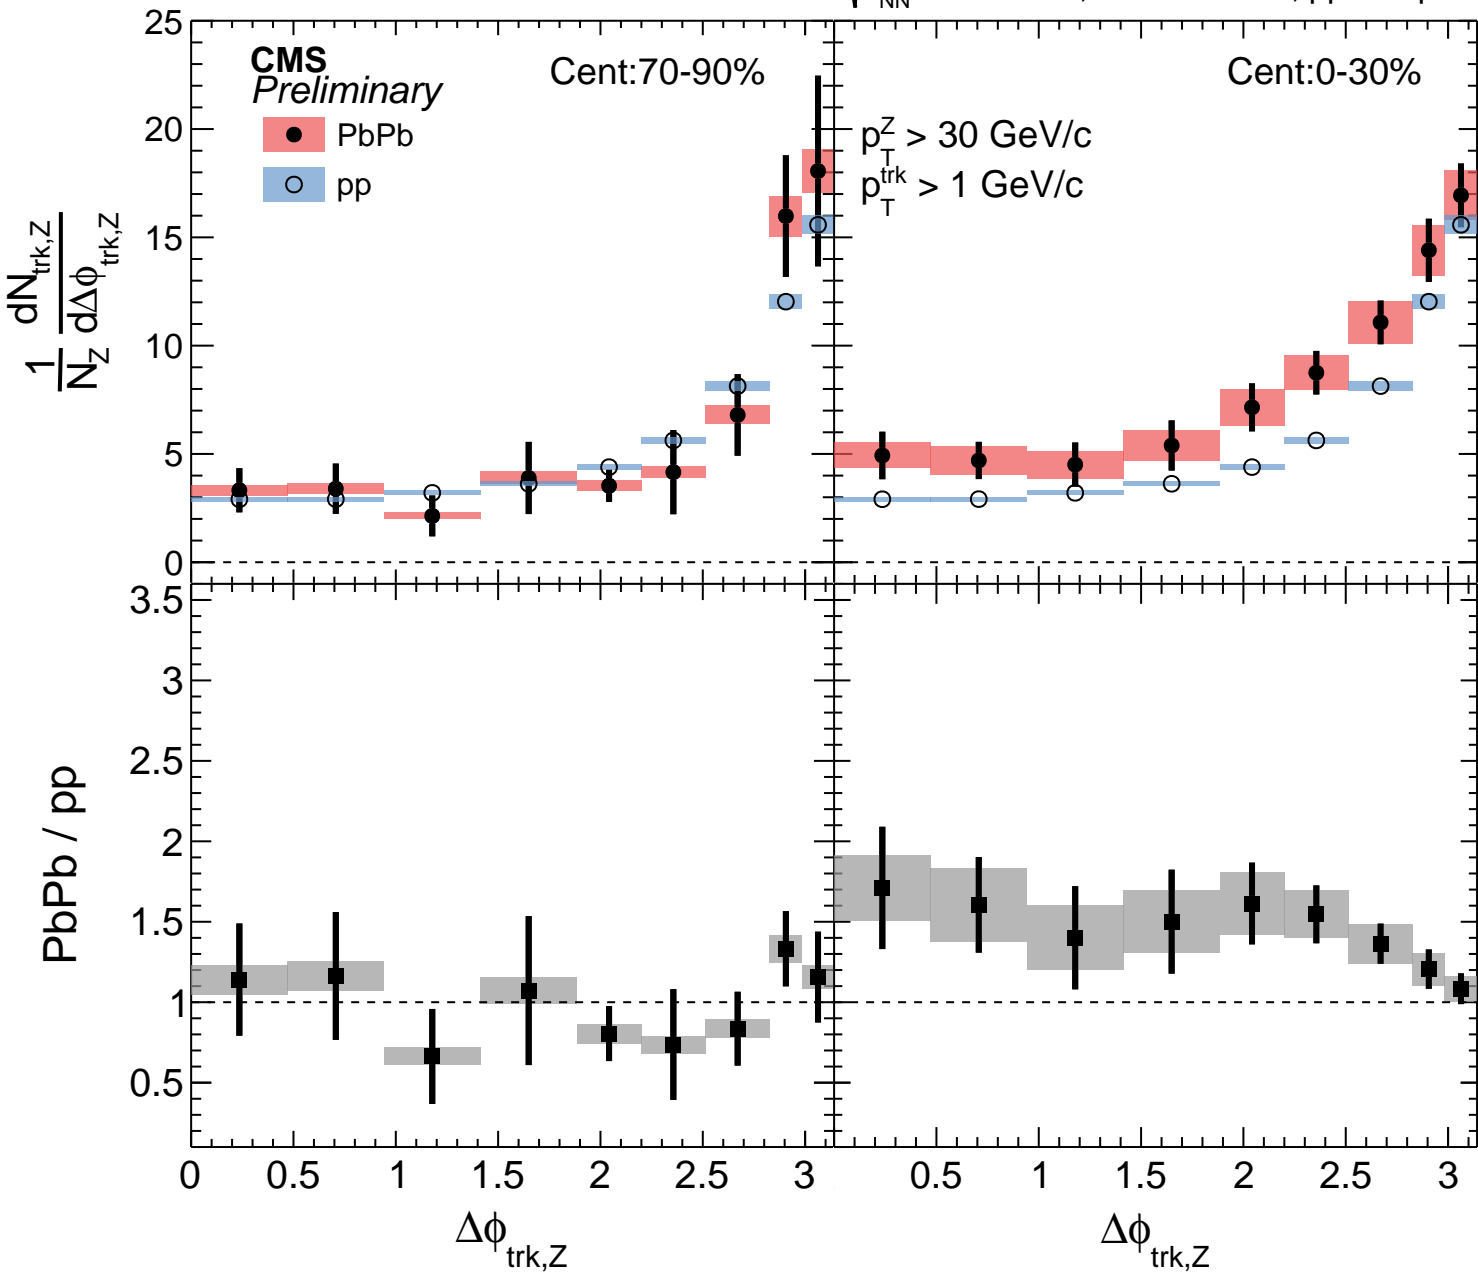 NN
25
20
15
10
5
0
1
N_Z
dN_trk,Z
dΔϕ_trk,Z
CMS
Preliminary
PbPb
pp
Cent:70-90%
Cent:0-30%
p_T^Z > 30 GeV/c
p_T^trk > 1 GeV/c
3.5
3
2.5
2
1.5
1
0.5
PbPb / pp
0 0.5 1 1.5 2 2.5 3
0.5 1 1.5 2 2.5 3
Δϕ_trk,Z
Δϕ_trk,Z